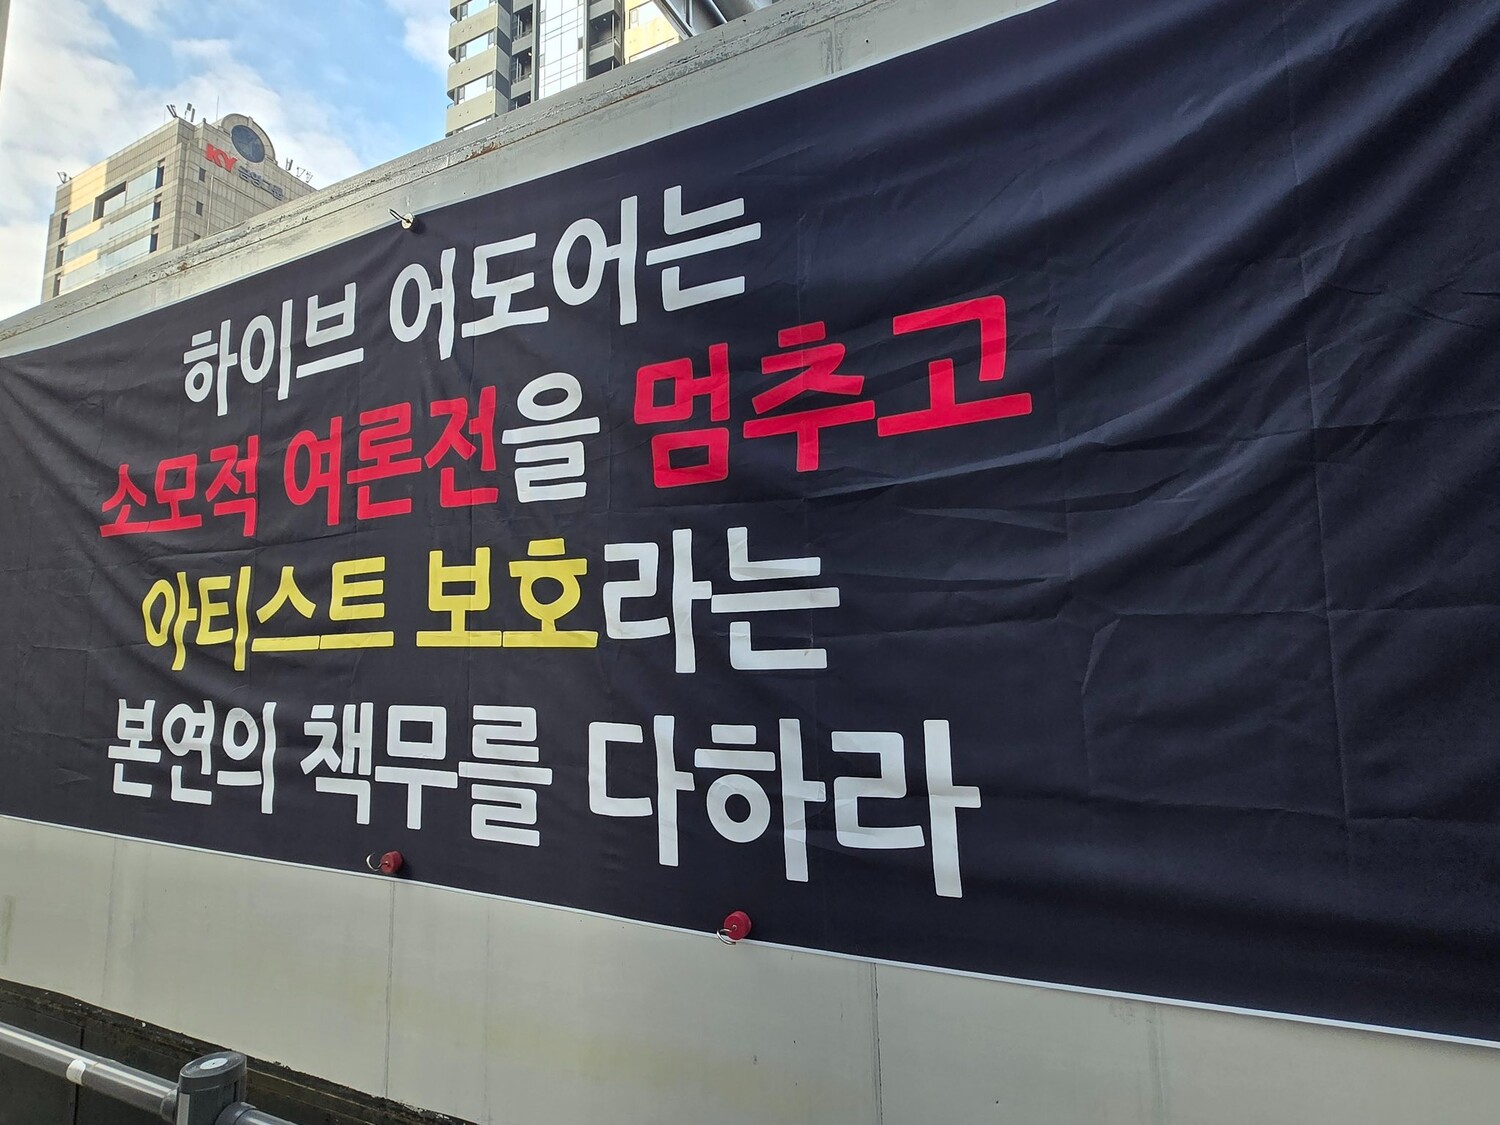 KY
하이브 어도어는
소모적 여론전을 멈추고
아티스트 보호라는
본연의 책무를 다하라